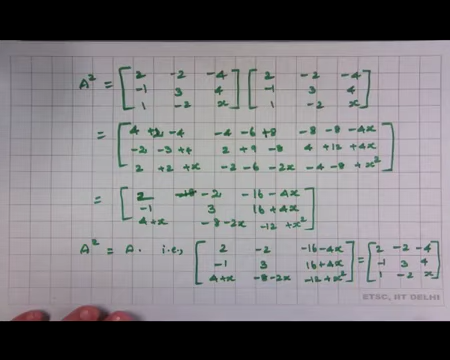 A² = [ 2 -2 -4 ] [ 2 -2 -4 ]
-1 3 4 -1 3 4
1 -2 x 1 -2 x
= [ 4 +2 -4 -4 -6 +8 -8 -8 -4x ]
-2 -3 +4 2 +9 -8 4 +12 +4x
2 +2 +x -2 -6 -2x -4 -8 +x²
= [ 2 -2 -16 -4x ]
-1 3 16 +4x
4+x -8-2x -12 +x²
A² = A. i.e., [ 2 -2 -16-4x ] = [ 2 -2 -4 ]
-1 3 16+4x -1 3 4
4+x -8-2x -12+x² 1 -2 x
ETSC, IIT DELHI